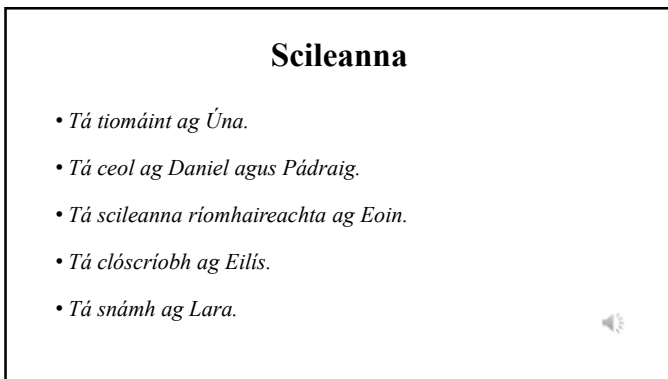 Scileanna
• Tá tiomáint ag Úna.
• Tá ceol ag Daniel agus Pádraig.
• Tá scileanna ríomhaireachta ag Eoin.
• Tá clóscríobh ag Eilís.
• Tá snámh ag Lara.